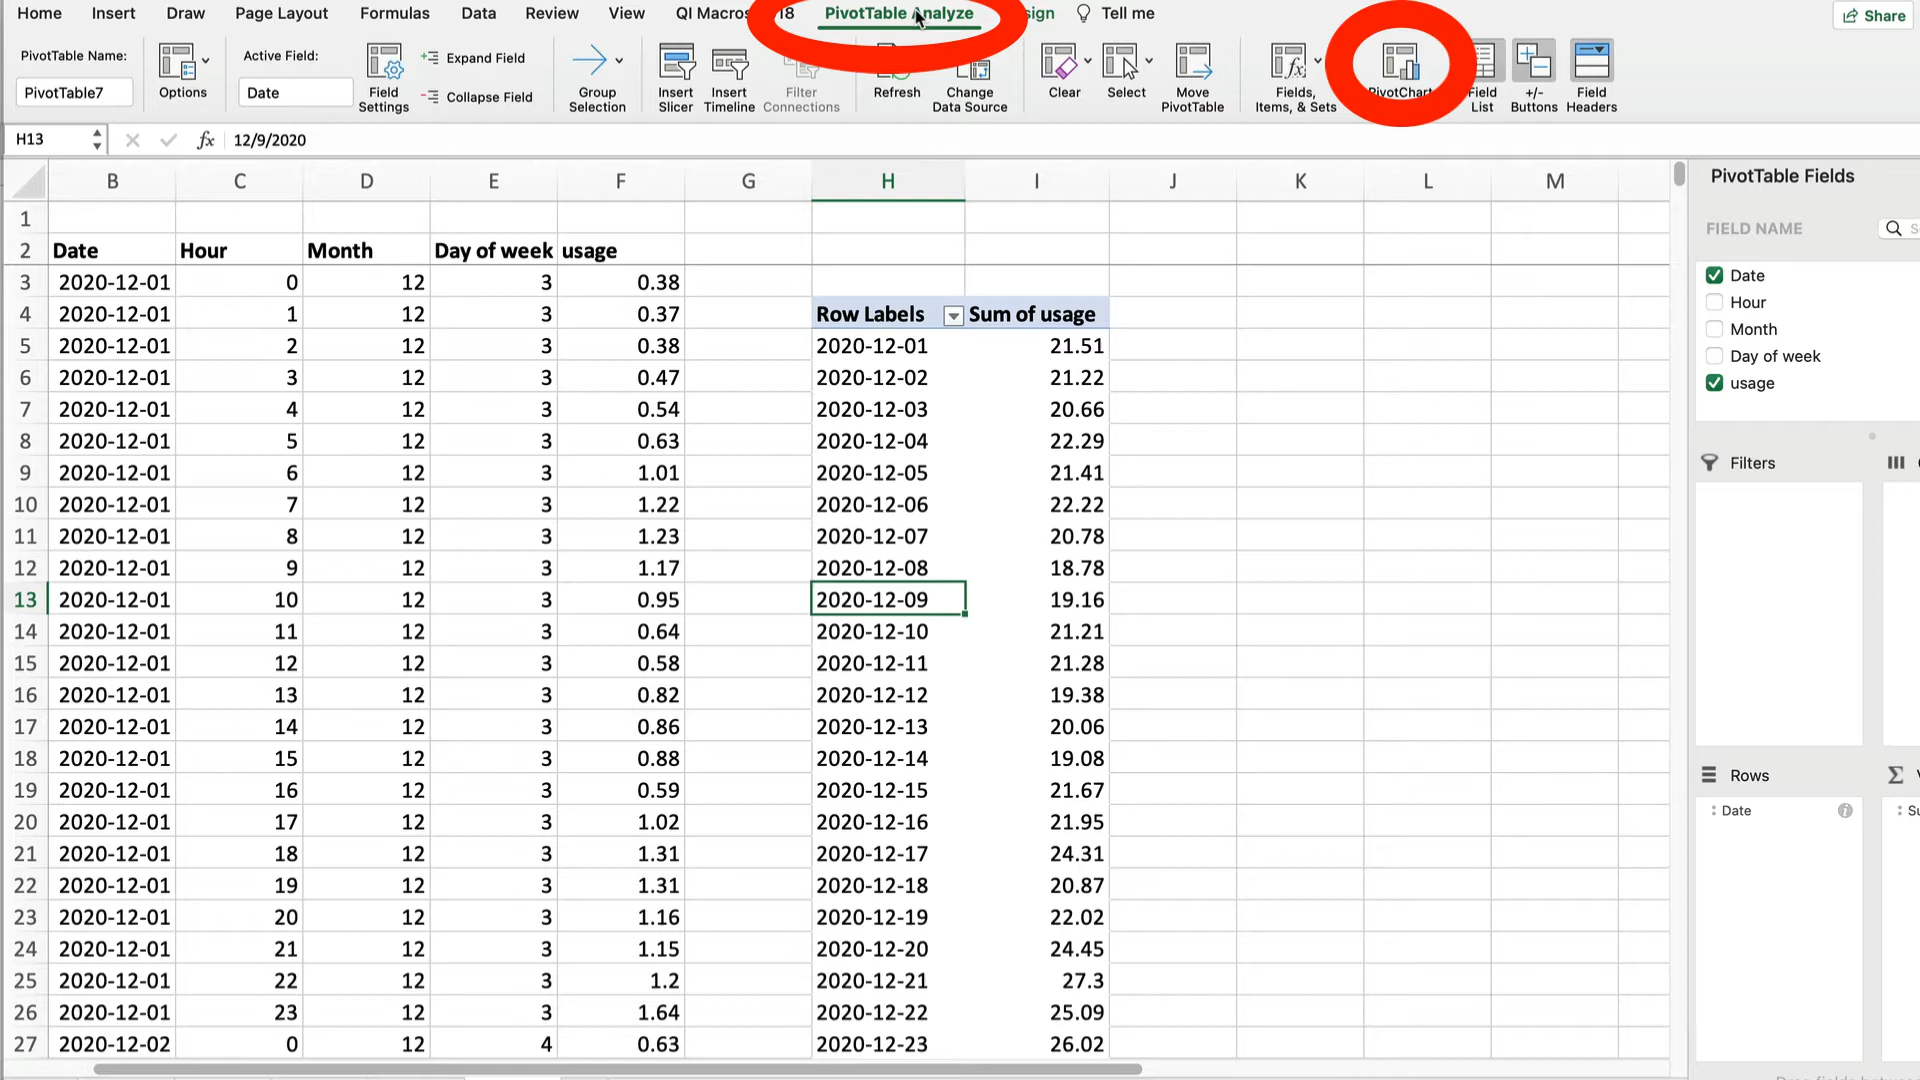 Home Insert Draw Page Layout Formulas Data Review View QI Macros 18 PivotTable Analyze sign Tell me Share
PivotTable Name:
PivotTable7
Options
Active Field:
Date
Field Settings
Expand Field
Collapse Field
Group Selection
Insert Slicer
Insert Timeline
Filter Connections
Refresh
Change Data Source
Clear
Select
Move PivotTable
Fields, Items, & Sets
PivotChart
Field List
+/- Buttons
Field Headers
H13 fx 12/9/2020
B C D E F G H I J K L M
1
2 Date Hour Month Day of week usage
3 2020-12-01 0 12 3 0.38
4 2020-12-01 1 12 3 0.37 Row Labels Sum of usage
5 2020-12-01 2 12 3 0.38 2020-12-01 21.51
6 2020-12-01 3 12 3 0.47 2020-12-02 21.22
7 2020-12-01 4 12 3 0.54 2020-12-03 20.66
8 2020-12-01 5 12 3 0.63 2020-12-04 22.29
9 2020-12-01 6 12 3 1.01 2020-12-05 21.41
10 2020-12-01 7 12 3 1.22 2020-12-06 22.22
11 2020-12-01 8 12 3 1.23 2020-12-07 20.78
12 2020-12-01 9 12 3 1.17 2020-12-08 18.78
13 2020-12-01 10 12 3 0.95 2020-12-09 19.16
14 2020-12-01 11 12 3 0.64 2020-12-10 21.21
15 2020-12-01 12 12 3 0.58 2020-12-11 21.28
16 2020-12-01 13 12 3 0.82 2020-12-12 19.38
17 2020-12-01 14 12 3 0.86 2020-12-13 20.06
18 2020-12-01 15 12 3 0.88 2020-12-14 19.08
19 2020-12-01 16 12 3 0.59 2020-12-15 21.67
20 2020-12-01 17 12 3 1.02 2020-12-16 21.95
21 2020-12-01 18 12 3 1.31 2020-12-17 24.31
22 2020-12-01 19 12 3 1.31 2020-12-18 20.87
23 2020-12-01 20 12 3 1.16 2020-12-19 22.02
24 2020-12-01 21 12 3 1.15 2020-12-20 24.45
25 2020-12-01 22 12 3 1.2 2020-12-21 27.3
26 2020-12-01 23 12 3 1.64 2020-12-22 25.09
27 2020-12-02 0 12 4 0.63 2020-12-23 26.02
PivotTable Fields
FIELD NAME
Date
Hour
Month
Day of week
usage
Filters
Rows Σ
Date